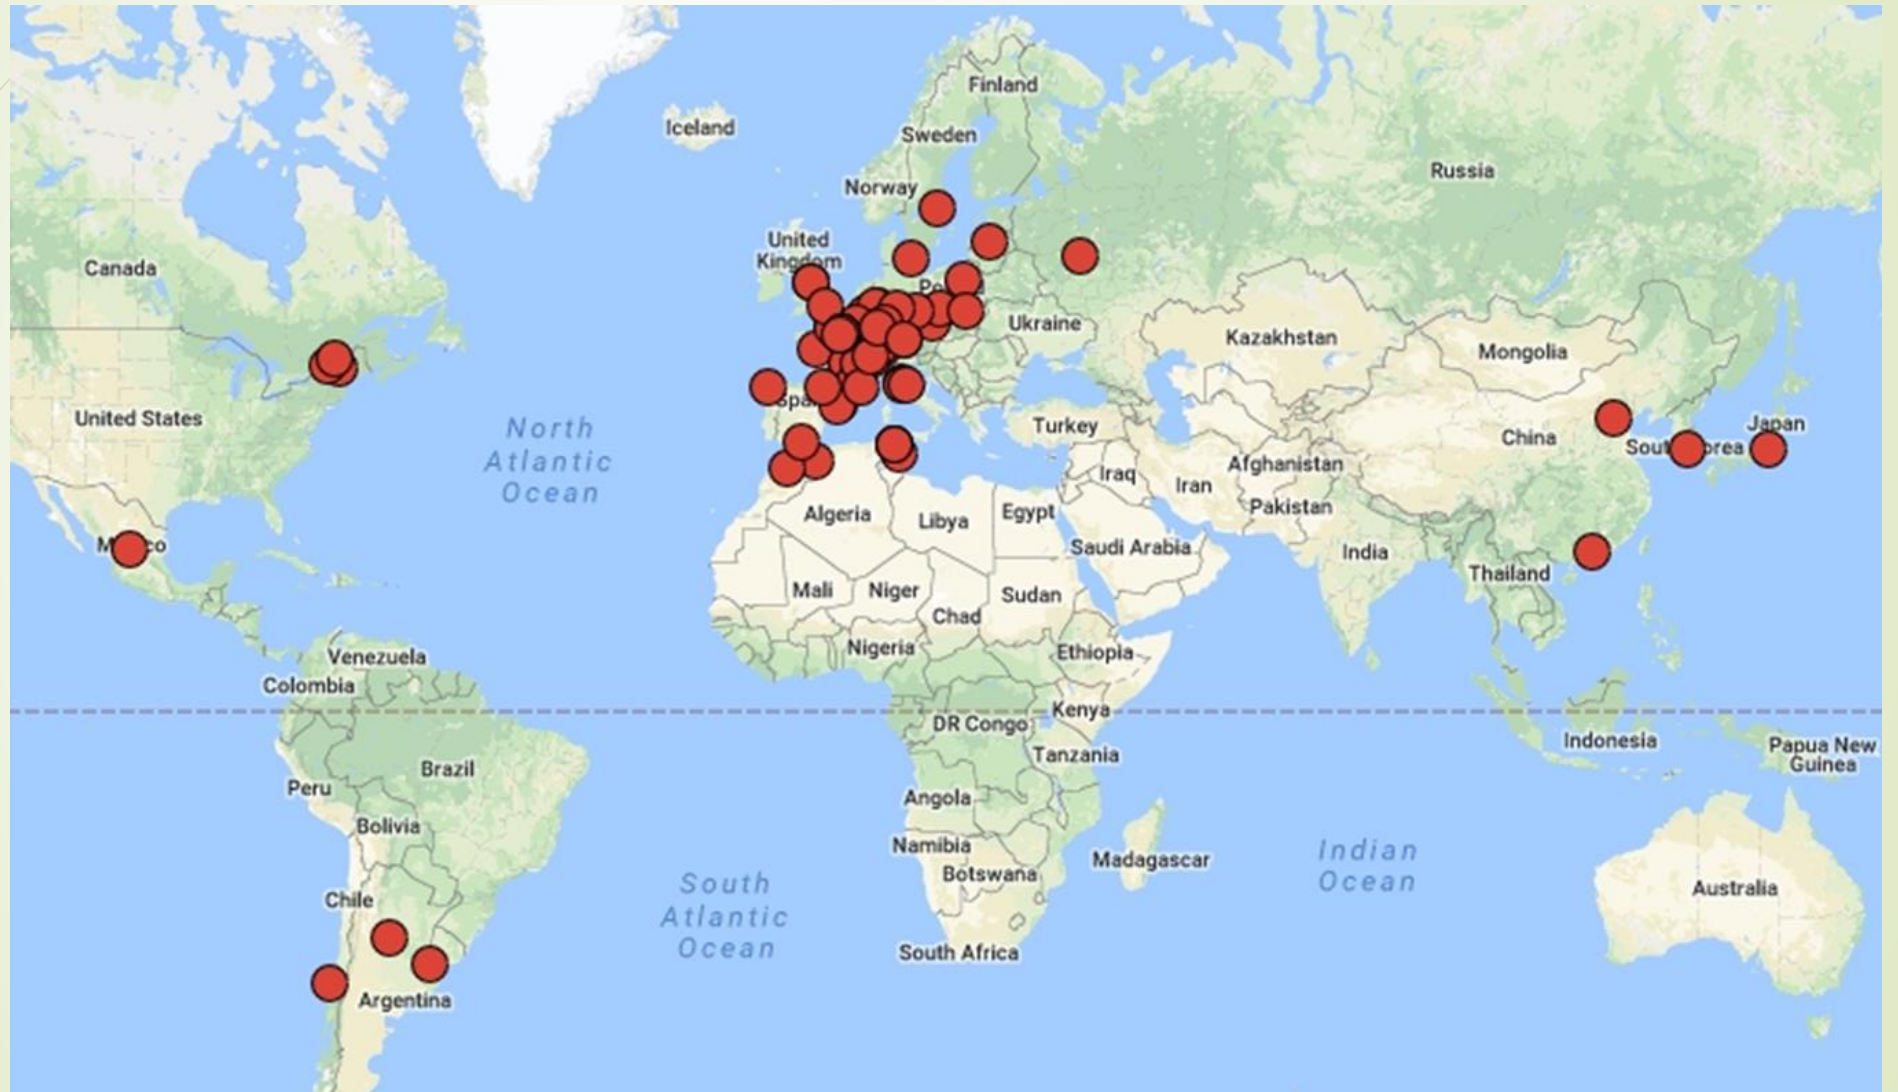 Finland
Iceland
Sweden
Russia
Norway
United
Kingdom
Canada
Ukraine
Kazakhstan
Mongolia
United States
North
Atlantic
Ocean
Turkey
Japan
China
Afghanistan
Iraq
Iran
Pakistan
Algeria
Libya
Egypt
Saudi Arabia
India
Thailand
Mali
Niger
Chad
Sudan
Nigeria
Ethiopia
Venezuela
Colombia
Kenya
DR Congo
Tanzania
Indonesia
Papua New
Guinea
Brazil
Peru
Angola
Bolivia
Namibia
Botswana
Madagascar
Indian
Ocean
Australia
Chile
South
Atlantic
Ocean
South Africa
Argentina